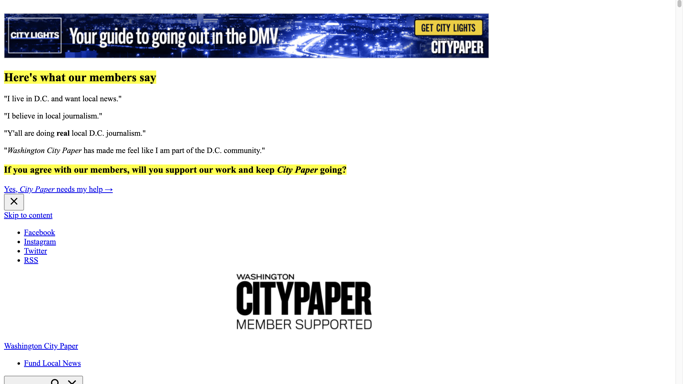 CITY LIGHTS
Your guide to going out in the DMV
GET CITY LIGHTS
CITY LIGHTS
CITYPAPER
Here's what our members say
"I live in D.C. and want local news."
"I believe in local journalism."
"Y'all are doing real local D.C. journalism."
"Washington City Paper has made me feel like I am part of the D.C. community."
If you agree with our members, will you support our work and keep City Paper going?
Yes, City Paper needs my help →
Skip to content
Facebook
Instagram
Twitter
RSS
WASHINGTON
CITYPAPER
MEMBER SUPPORTED
Washington City Paper
Fund Local News